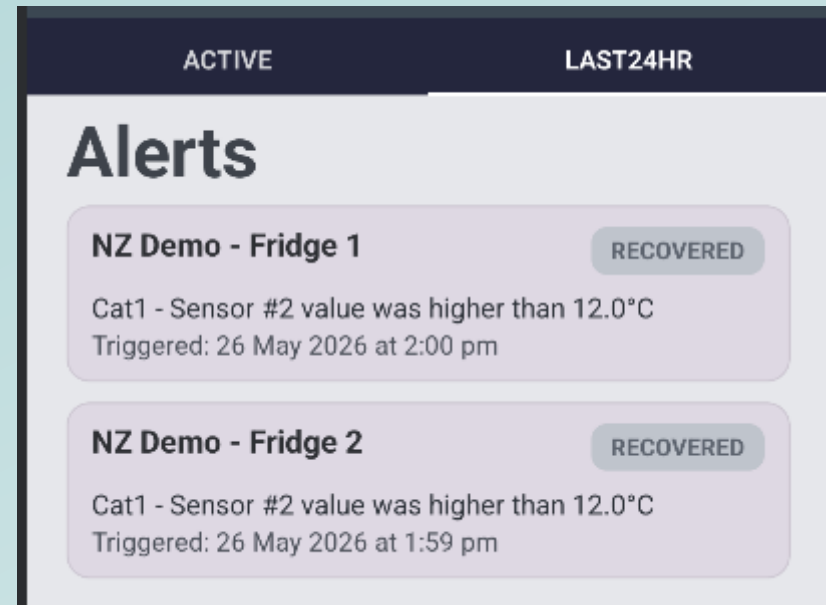 ACTIVE LAST24HR
Alerts
NZ Demo - Fridge 1 RECOVERED
Cat1 - Sensor #2 value was higher than 12.0°C
Triggered: 26 May 2026 at 2:00 pm
NZ Demo - Fridge 2 RECOVERED
Cat1 - Sensor #2 value was higher than 12.0°C
Triggered: 26 May 2026 at 1:59 pm